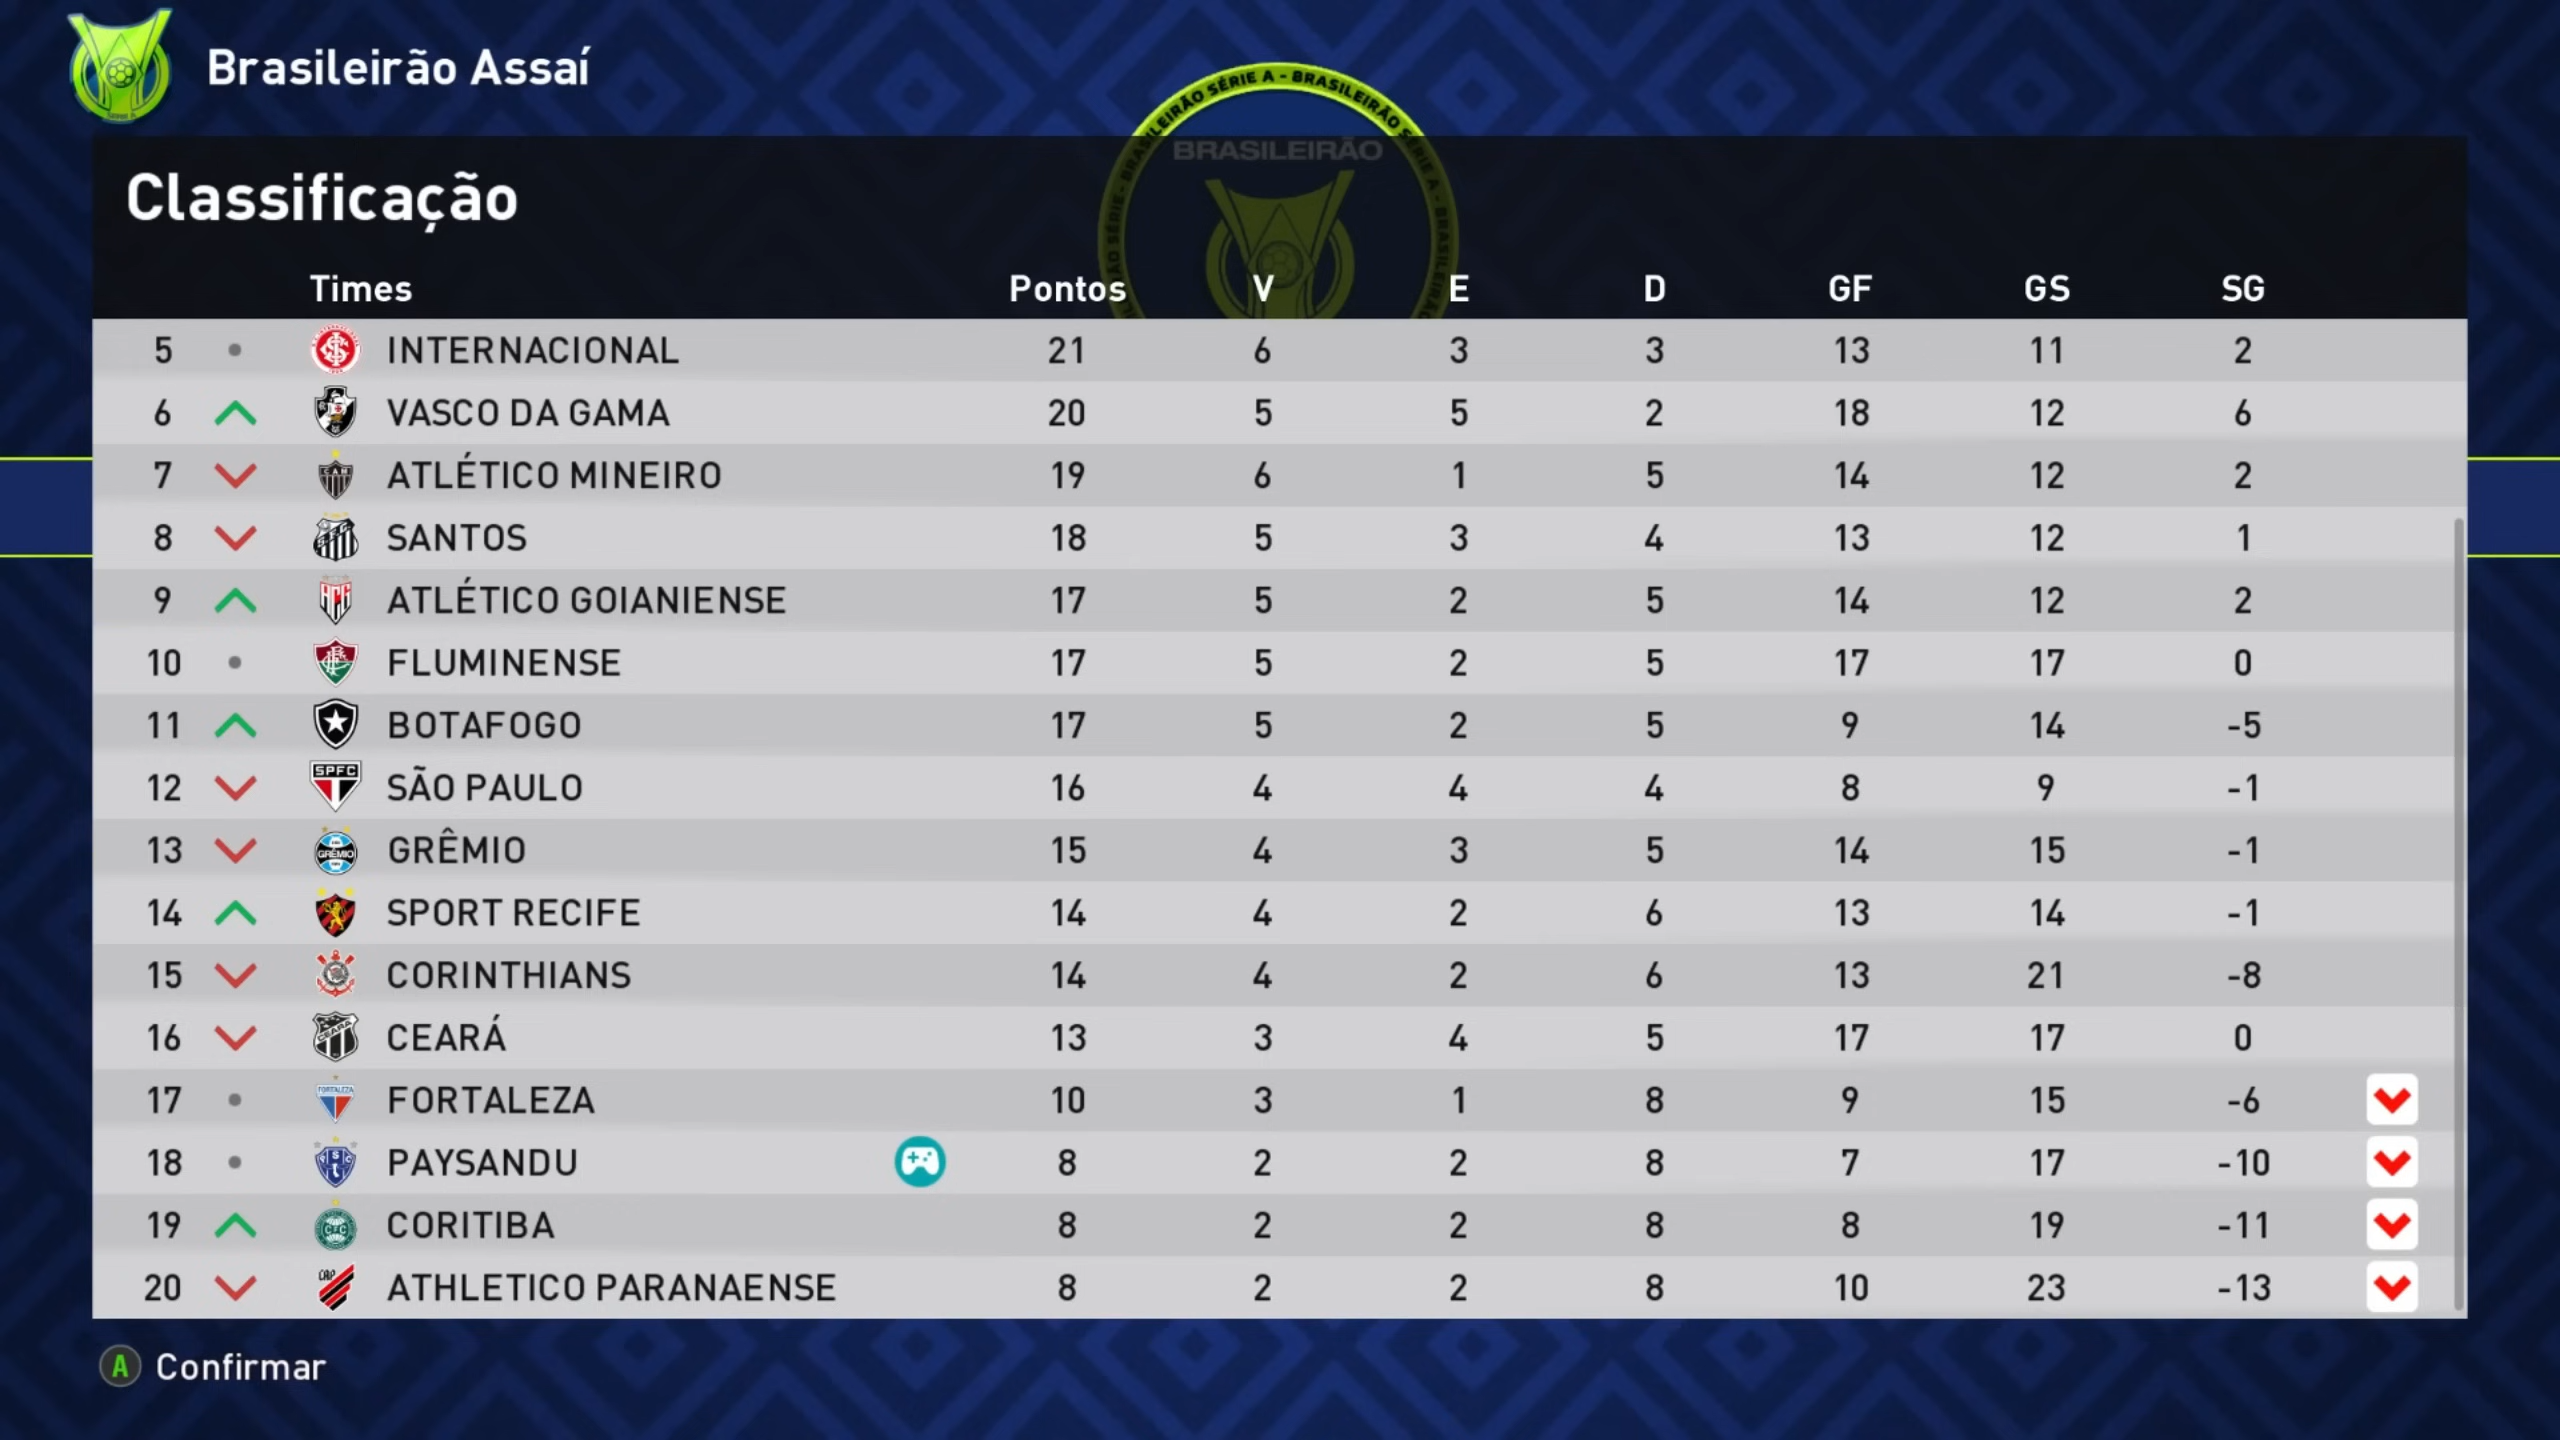 Brasileirão Assaí
BRASILEIRÃO SÉRIE A - BRASILEIRÃO SÉRIE A - BRASILEIRÃO
BRASILEIRÃO
Classificação
Times Pontos V E D GF GS SG
5 INTERNACIONAL 21 6 3 3 13 11 2
6 VASCO DA GAMA 20 5 5 2 18 12 6
7 ATLÉTICO MINEIRO 19 6 1 5 14 12 2
8 SANTOS 18 5 3 4 13 12 1
9 ATLÉTICO GOIANIENSE 17 5 2 5 14 12 2
10 FLUMINENSE 17 5 2 5 17 17 0
11 BOTAFOGO 17 5 2 5 9 14 -5
SPFC
12 SÃO PAULO 16 4 4 4 8 9 -1
13 GRÊMIO 15 4 3 5 14 15 -1
14 SPORT RECIFE 14 4 2 6 13 14 -1
15 CORINTHIANS 14 4 2 6 13 21 -8
16 CEARÁ 13 3 4 5 17 17 0
17 FORTALEZA 10 3 1 8 9 15 -6
18 PAYSANDU 8 2 2 8 7 17 -10
19 CORITIBA 8 2 2 8 8 19 -11
20 ATHLETICO PARANAENSE 8 2 2 8 10 23 -13
A Confirmar